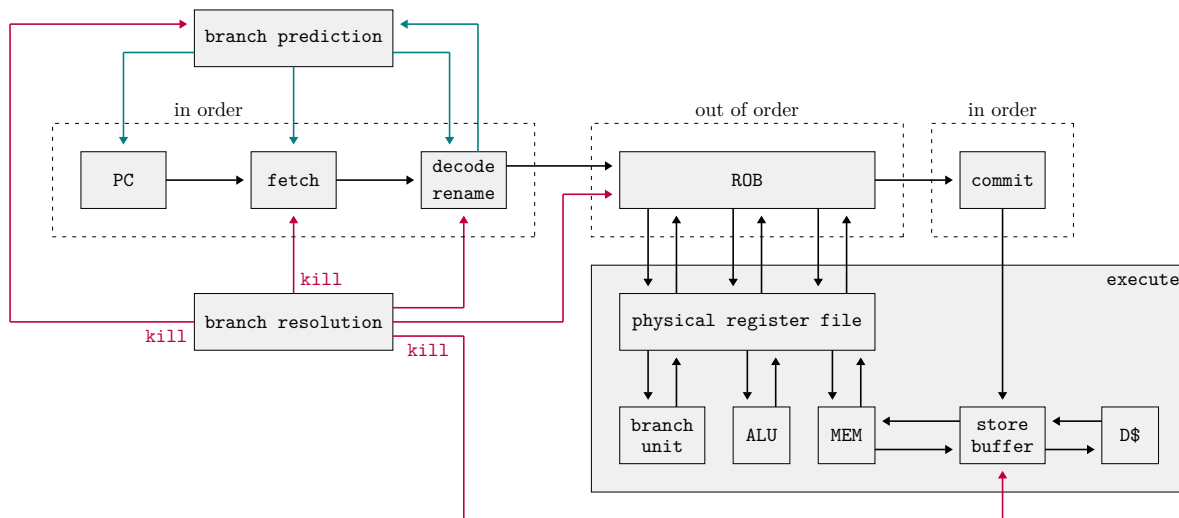 branch prediction
in order
out of order
in order
PC
fetch
decode
rename
ROB
commit
kill
execute
branch resolution
physical register file
kill
kill
branch
unit
ALU
MEM
store
buffer
D$